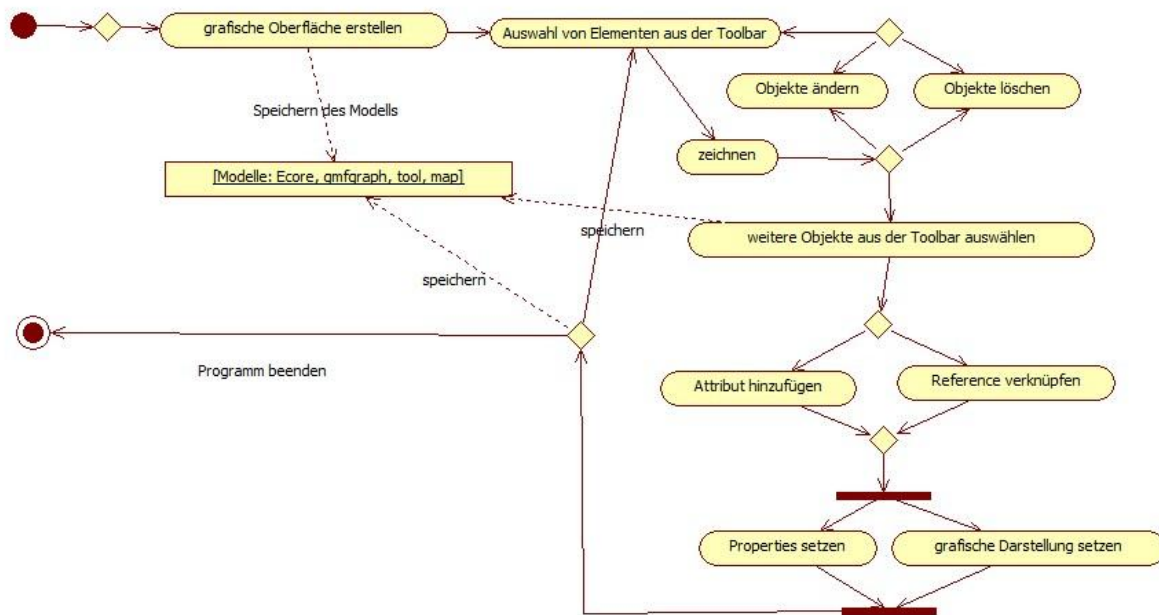 grafische Oberfläche erstellen
Auswahl von Elementen aus der Toolbar
Objekte ändern
Objekte löschen
Speichern des Modells
zeichnen
[Modelle: Ecore, gmfgraph, tool, map]
speichern
weitere Objekte aus der Toolbar auswählen
speichern
Programm beenden
Attribut hinzufügen
Reference verknüpfen
Properties setzen
grafische Darstellung setzen